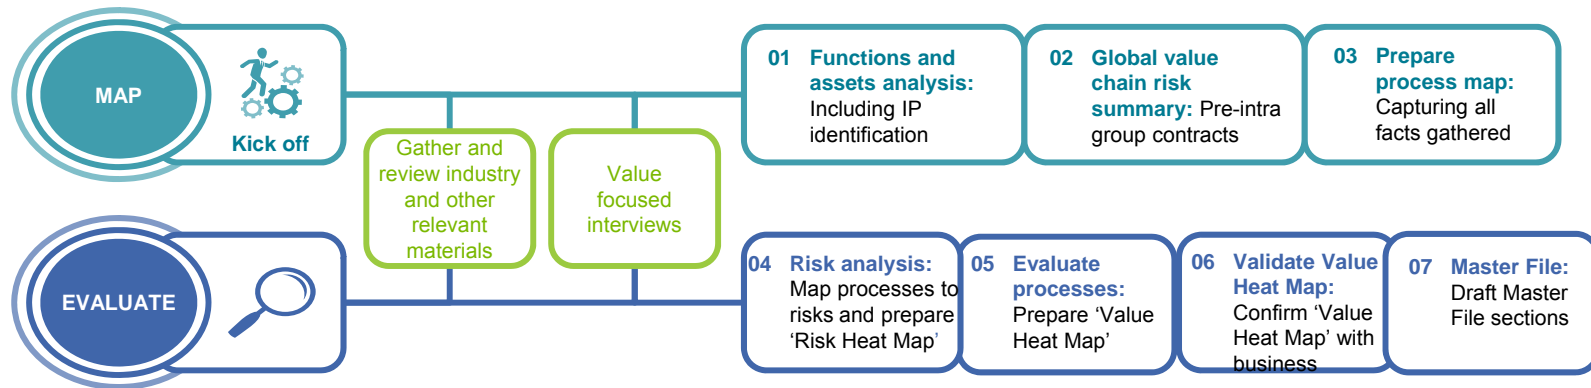 MAP
Kick off
Gather and
review industry
and other
relevant
materials
Value
focused
interviews
01 Functions and
assets analysis:
Including IP
identification
02 Global value
chain risk
summary: Pre-intra
group contracts
03 Prepare
process map:
Capturing all
facts gathered
EVALUATE
04 Risk analysis:
Map processes to
risks and prepare
‘Risk Heat Map’
05 Evaluate
processes:
Prepare ‘Value
Heat Map’
06 Validate Value
Heat Map:
Confirm ‘Value
Heat Map’ with
business
07 Master File:
Draft Master
File sections